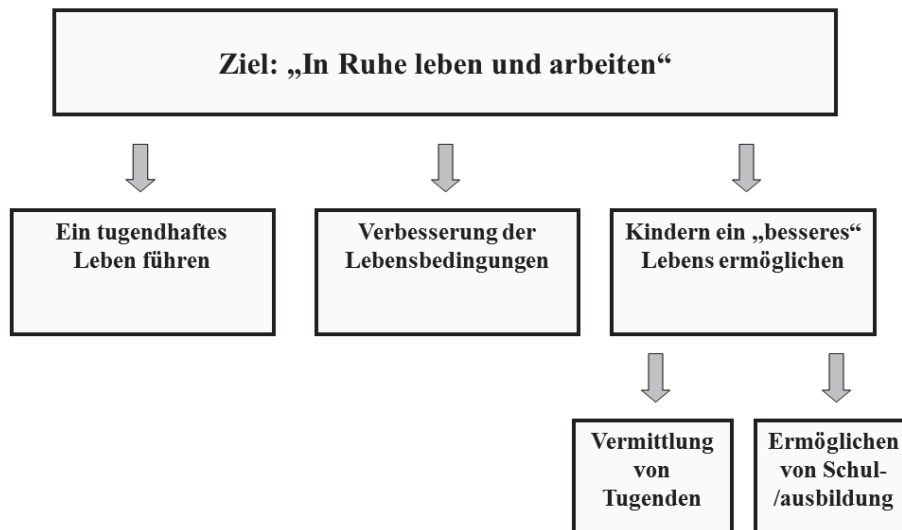 Ziel: „In Ruhe leben und arbeiten“
Ein tugendhaftes
Leben führen
Verbesserung der
Lebensbedingungen
Kindern ein „besseres“
Lebens ermöglichen
Vermittlung
von
Tugenden
Ermöglichen
von Schul-
/ausbildung